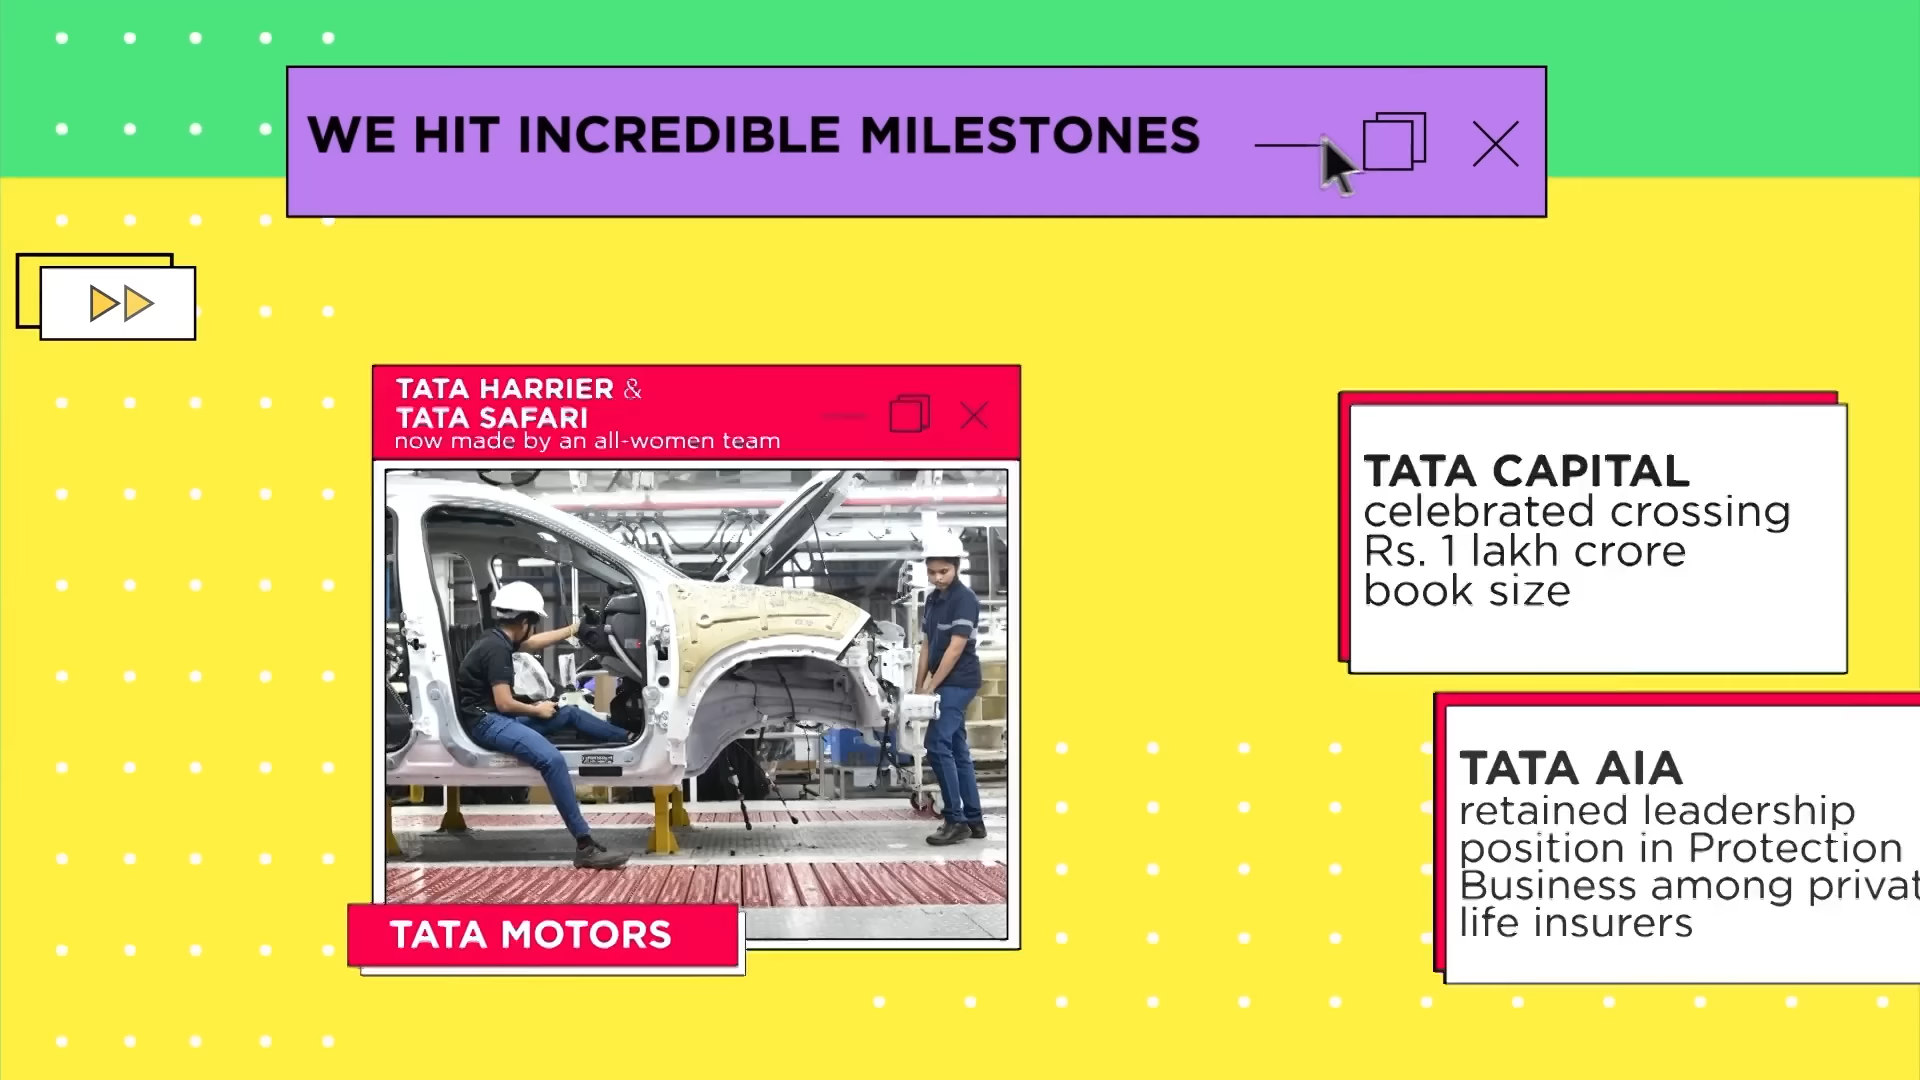 WE HIT INCREDIBLE MILESTONES
TATA HARRIER &
TATA SAFARI
now made by an all-women team
TATA MOTORS
TATA CAPITAL
celebrated crossing
Rs. 1 lakh crore
book size
TATA AIA
retained leadership
position in Protection
Business among privat
life insurers